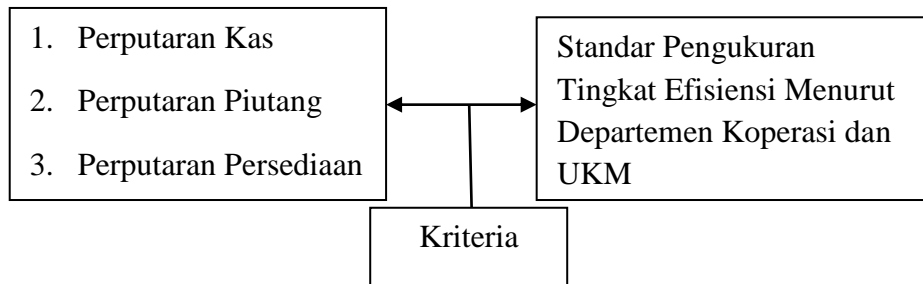 1. Perputaran Kas
2. Perputaran Piutang
3. Perputaran Persediaan
Standar Pengukuran
Tingkat Efisiensi Menurut
Departemen Koperasi dan
UKM
Kriteria